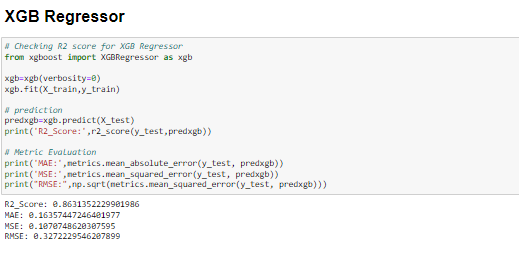 XGB Regressor
# Checking R2 score for XGB Regressor
from xgboost import XGBRegressor as xgb
xgb=xgb(verbosity=0)
xgb.fit(X_train,y_train)
# prediction
predxgb=xgb.predict(X_test)
print('R2_Score:',r2_score(y_test,predxgb))
# Metric Evaluation
print('MAE:',metrics.mean_absolute_error(y_test, predxgb))
print('MSE:',metrics.mean_squared_error(y_test, predxgb))
print("RMSE:",np.sqrt(metrics.mean_squared_error(y_test, predxgb)))
R2_Score: 0.8631352229901986
MAE: 0.16357447246401977
MSE: 0.1070748620307595
RMSE: 0.3272229546207899